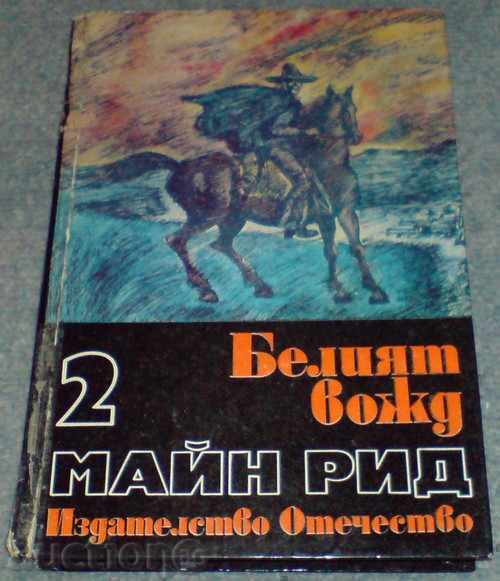 2
Белият
вожд
МАЙН РИД
Издателство Отечество